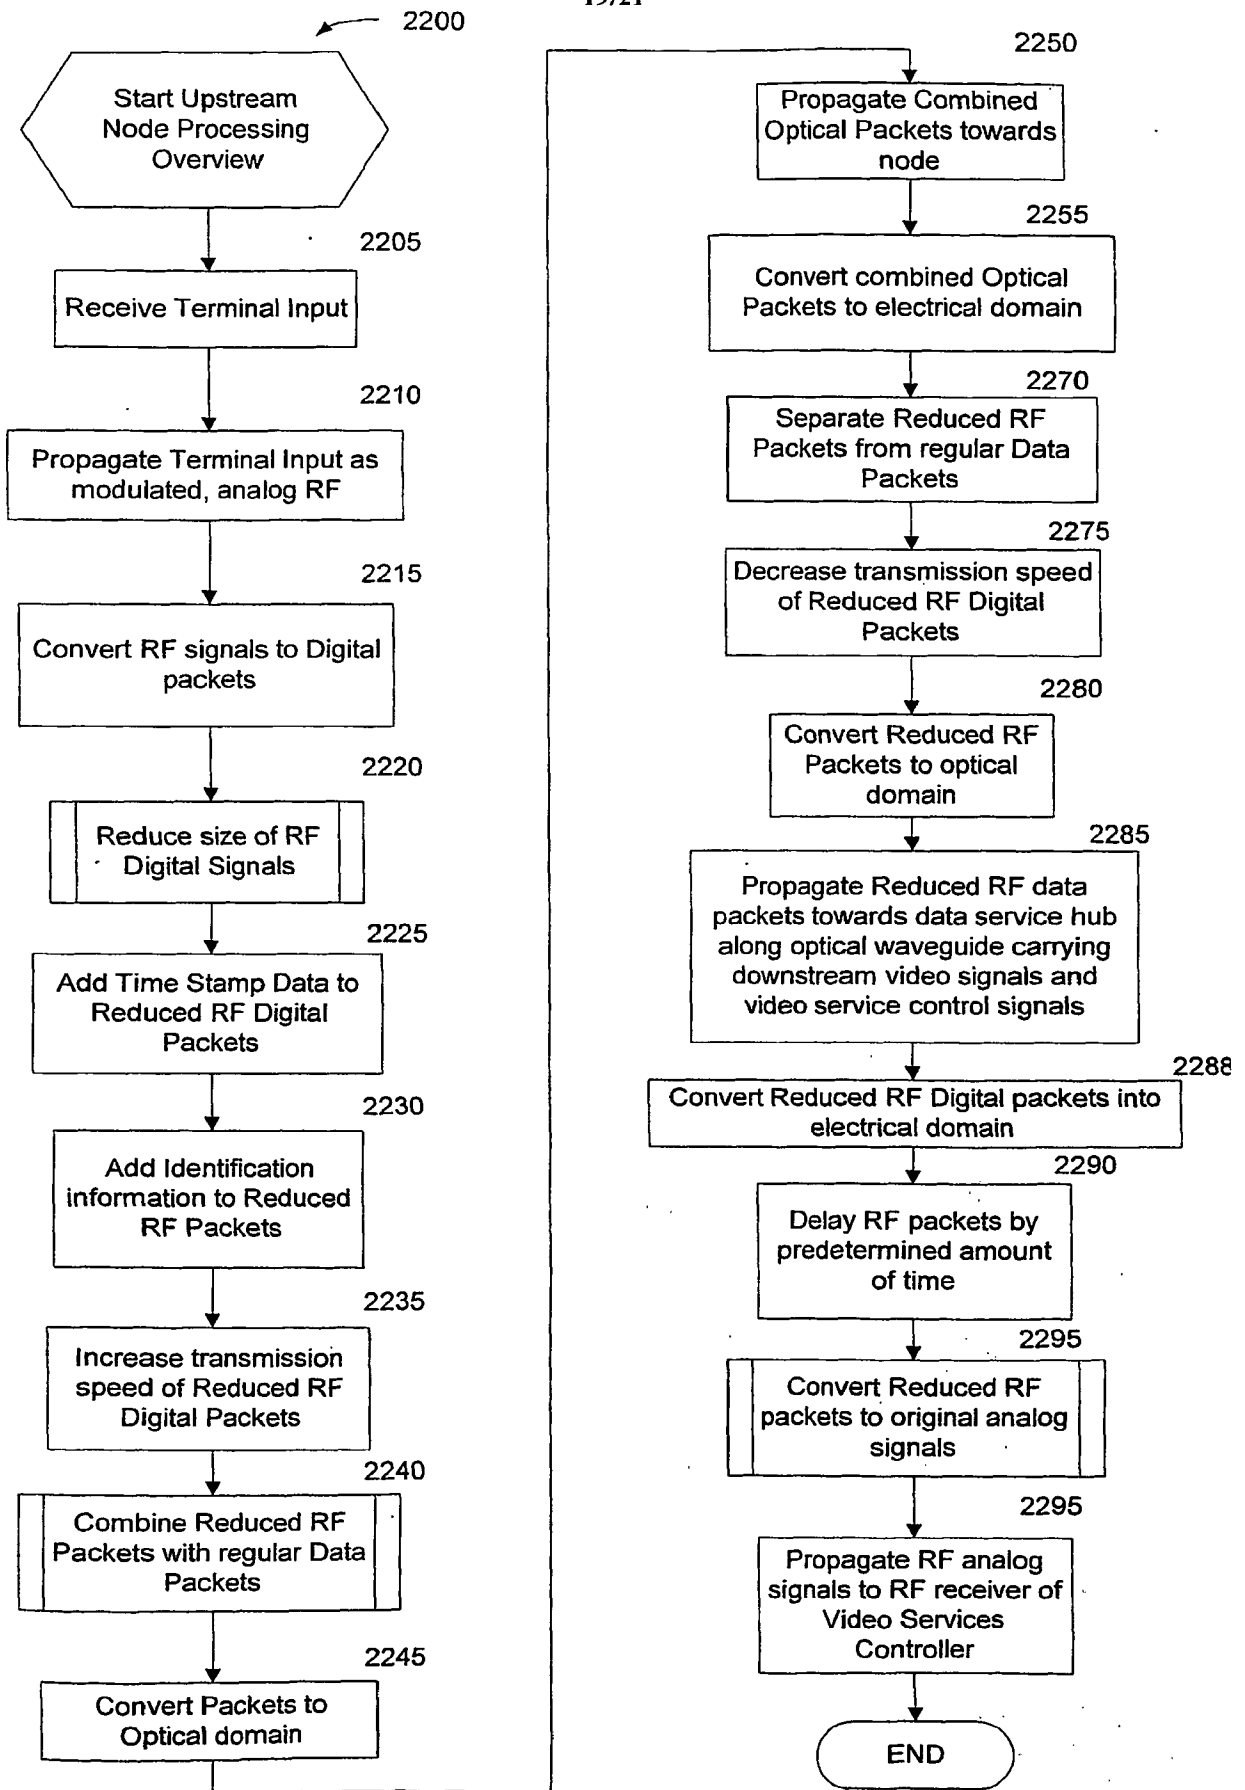 2200
Start Upstream
Node Processing
Overview
2205
Receive Terminal Input
2210
Propagate Terminal Input as
modulated, analog RF
2215
Convert RF signals to Digital
packets
2220
Reduce size of RF
Digital Signals
2225
Add Time Stamp Data to
Reduced RF Digital
Packets
2230
Add Identification
information to Reduced
RF Packets
2235
Increase transmission
speed of Reduced RF
Digital Packets
2240
Combine Reduced RF
Packets with regular Data
Packets
2245
Convert Packets to
Optical domain
2250
Propagate Combined
Optical Packets towards
node
2255
Convert combined Optical
Packets to electrical domain
2270
Separate Reduced RF
Packets from regular Data
Packets
2275
Decrease transmission speed
of Reduced RF Digital
Packets
2280
Convert Reduced RF
Packets to optical
domain
2285
Propagate Reduced RF data
packets towards data service hub
along optical waveguide carrying
downstream video signals and
video service control signals
2288
Convert Reduced RF Digital packets into
electrical domain
2290
Delay RF packets by
predetermined amount
of time
2295
Convert Reduced RF
packets to original analog
signals
2295
Propagate RF analog
signals to RF receiver of
Video Services
Controller
END